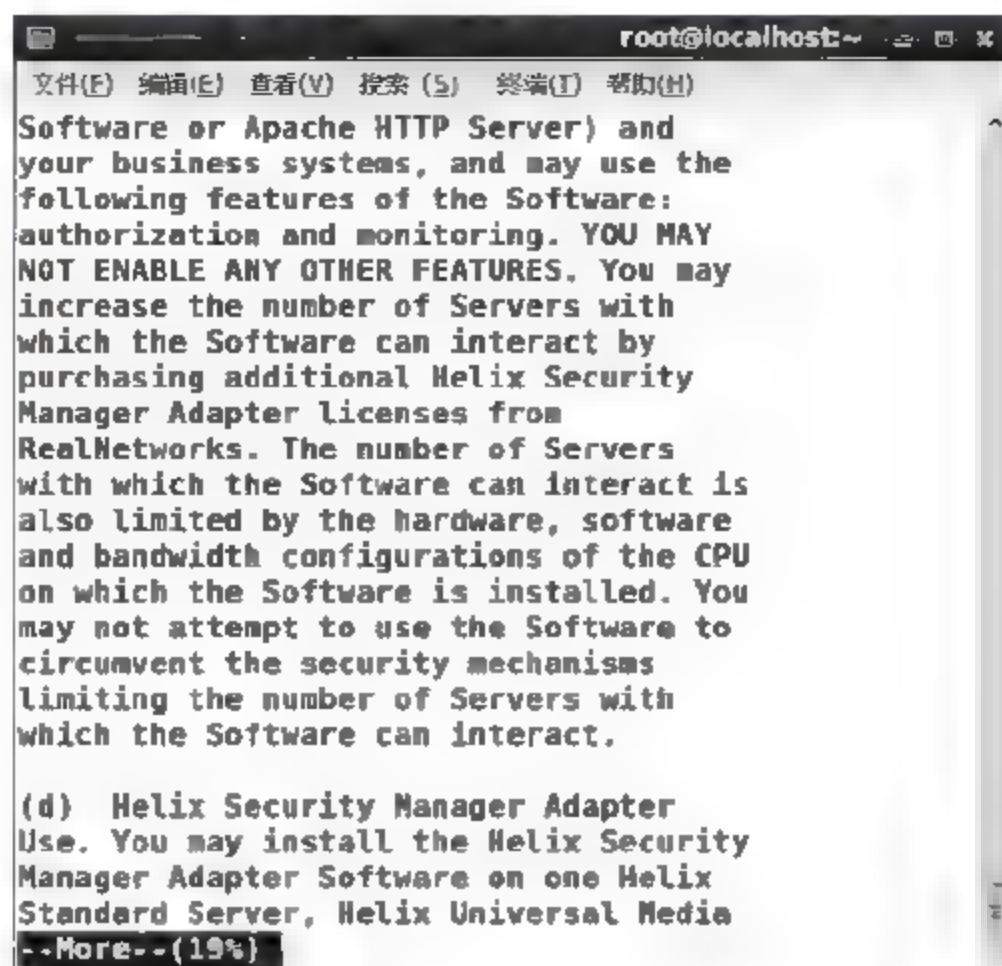 root@localhost:~
文件(F) 编辑(E) 查看(V) 搜索 (S) 终端(T) 帮助(H)
Software or Apache HTTP Server) and
your business systems, and may use the
following features of the Software:
authorization and monitoring. YOU MAY
NOT ENABLE ANY OTHER FEATURES. You may
increase the number of Servers with
which the Software can interact by
purchasing additional Helix Security
Manager Adapter licenses from
RealNetworks. The number of Servers
with which the Software can interact is
also limited by the hardware, software
and bandwidth configurations of the CPU
on which the Software is installed. You
may not attempt to use the Software to
circumvent the security mechanisms
limiting the number of Servers with
which the Software can interact.
(d)  Helix Security Manager Adapter
Use. You may install the Helix Security
Manager Adapter Software on one Helix
Standard Server, Helix Universal Media
--More--(19%)